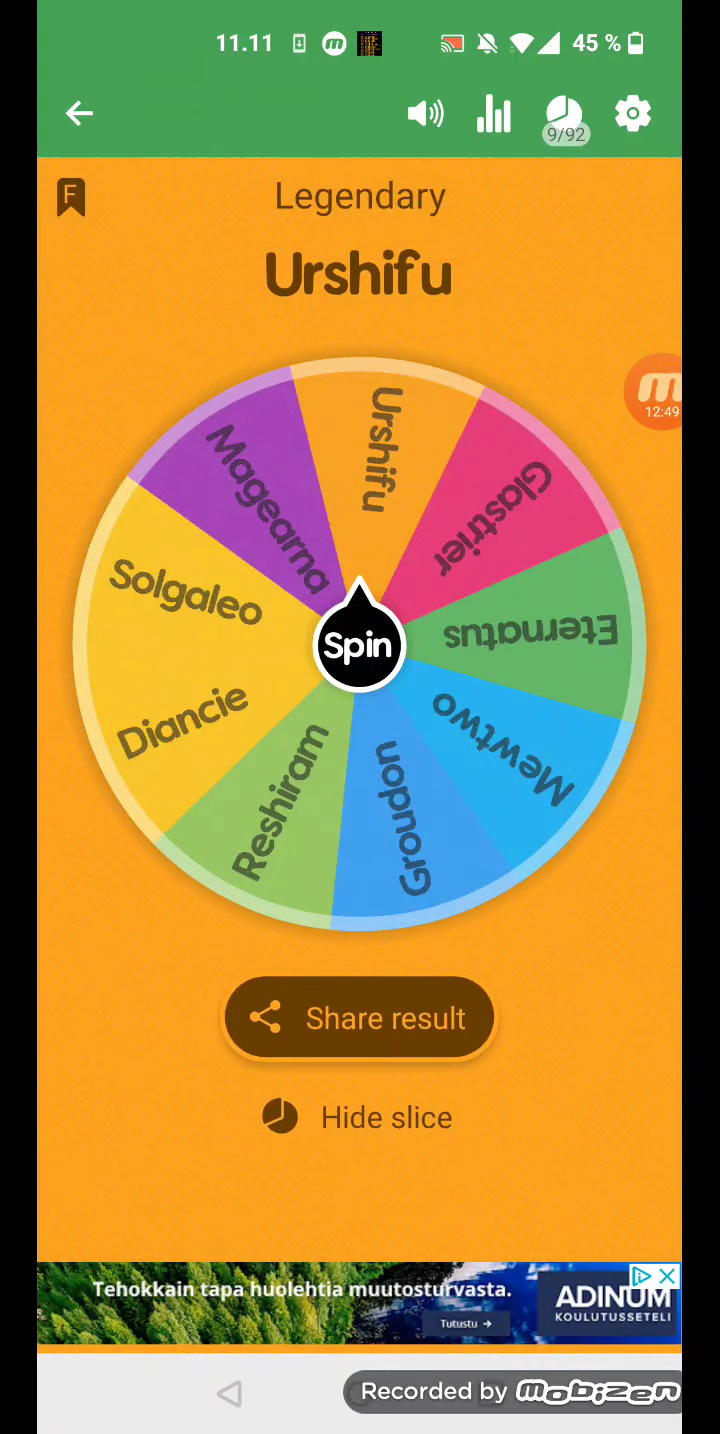 11.11
45 %
9/92
F
Legendary
Urshifu
12:49
Urshifu
Glastrier
Eternatus
Mewtwo
Groudon
Reshiram
Diancie
Solgaleo
Magearna
Spin
Share result
Hide slice
Tehokkain tapa huolehtia muutosturvasta.
Tutustu →
ADINUM
KOULUTUSSETELI
Recorded by mobizen